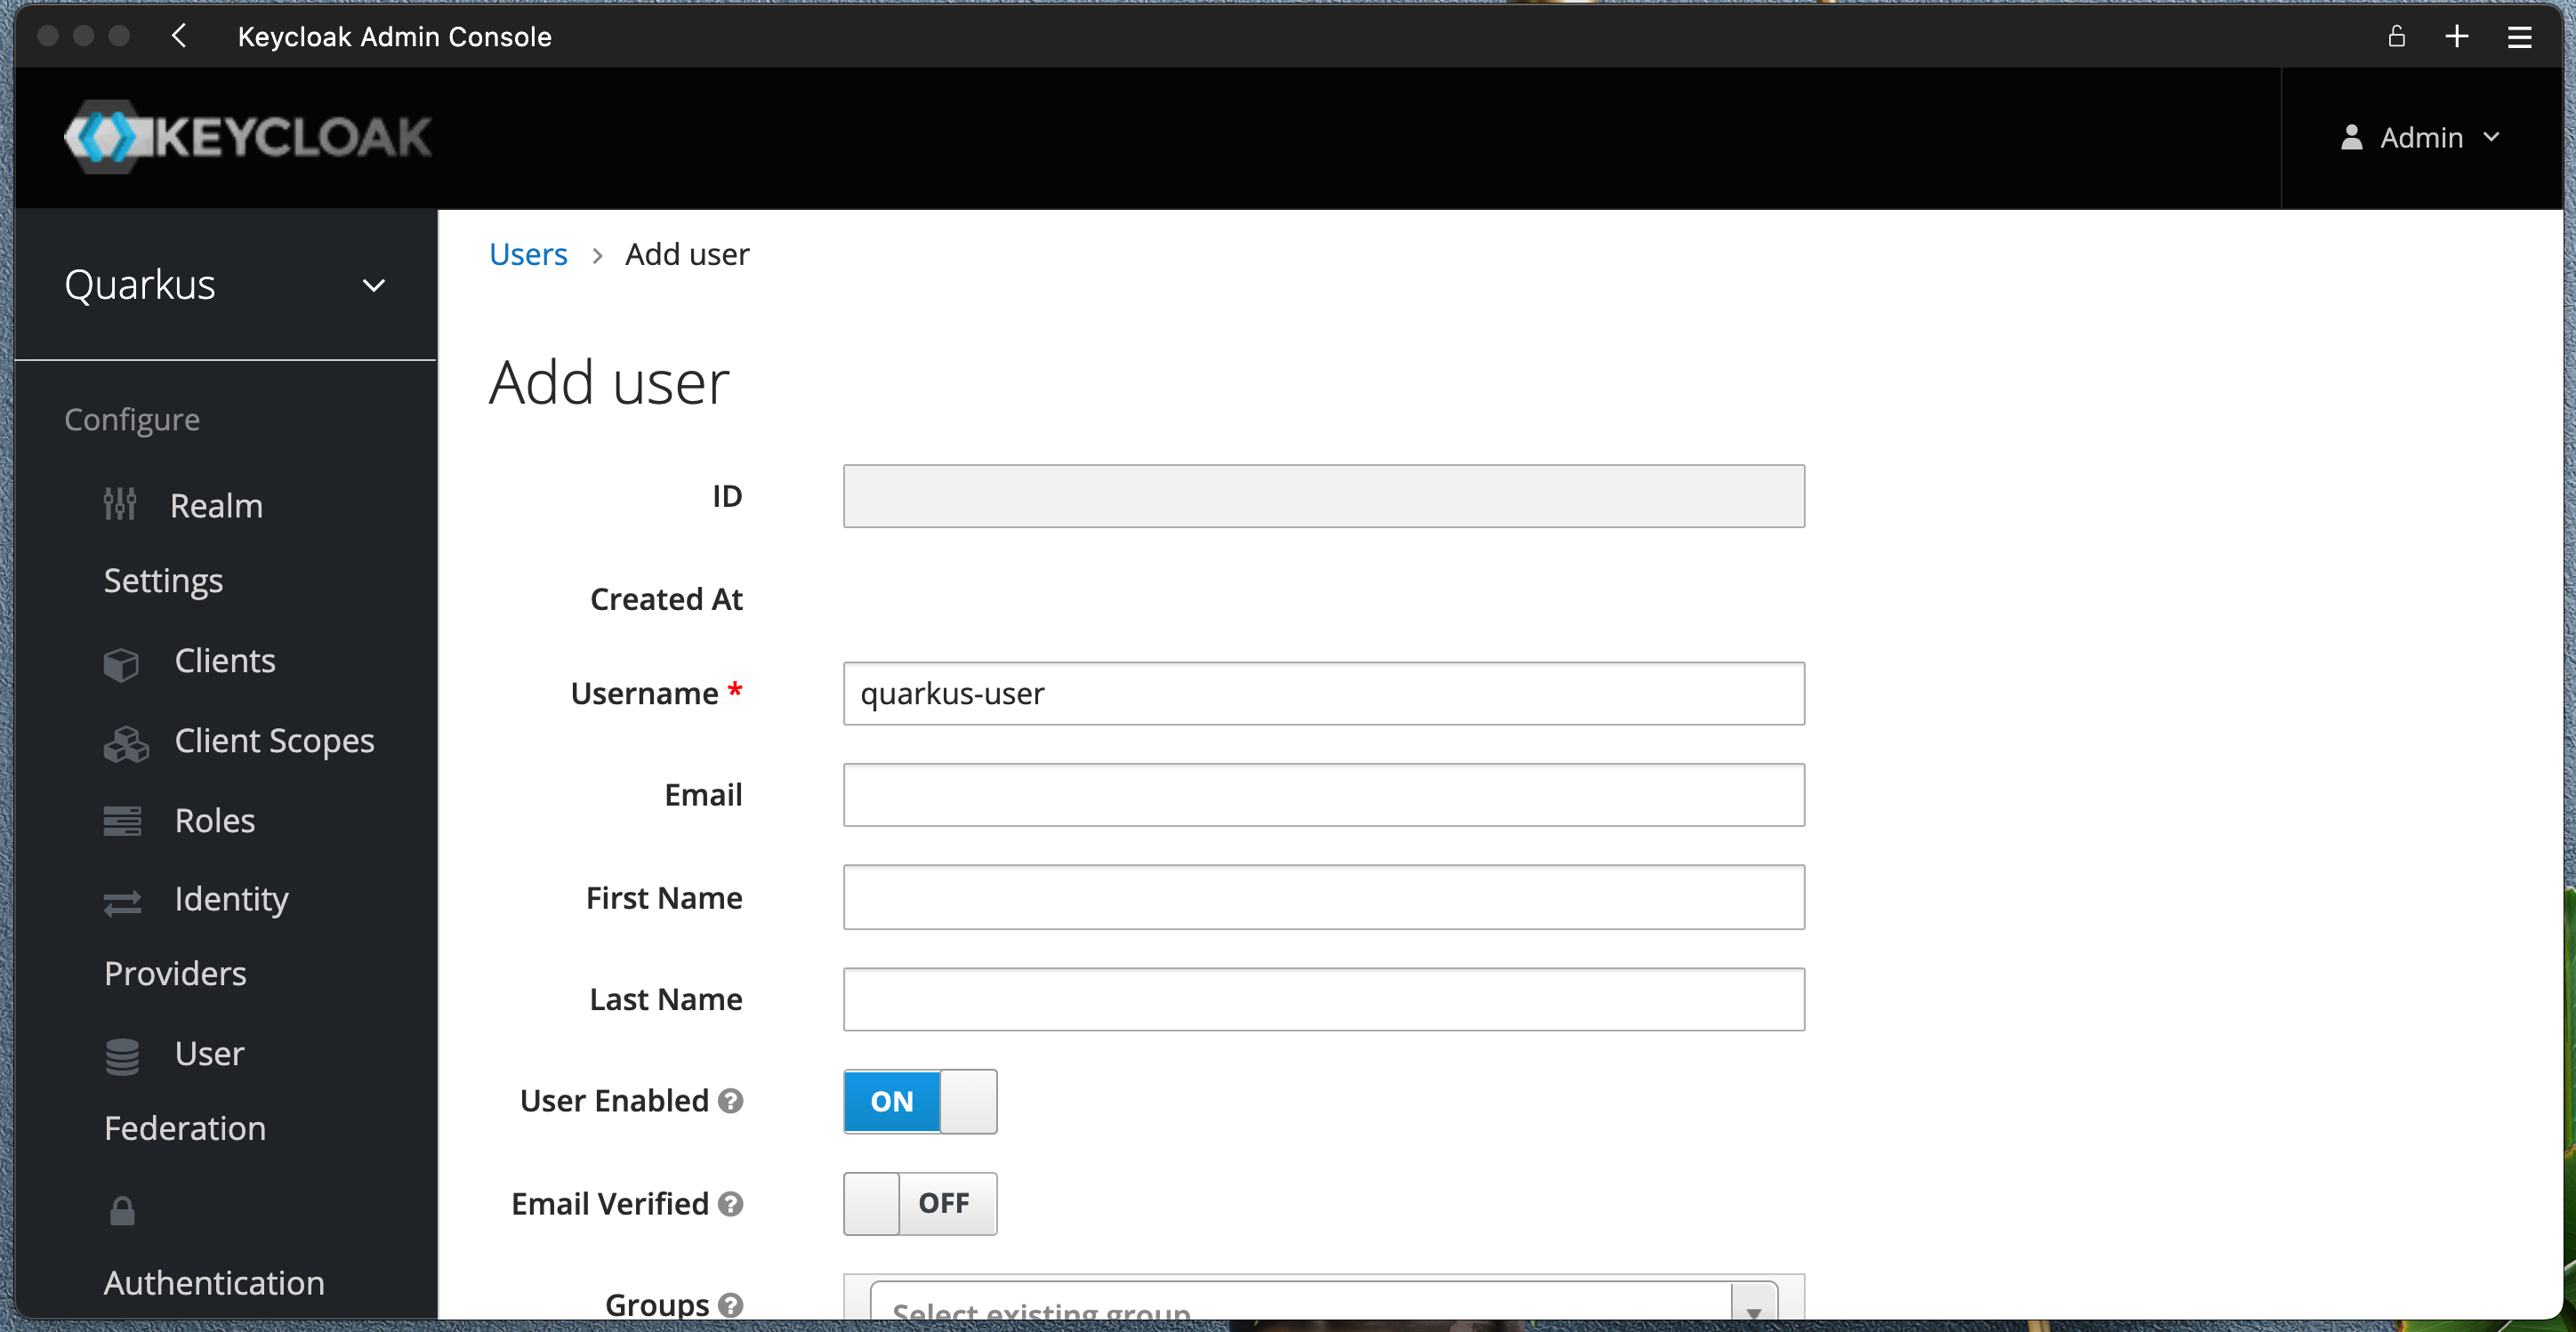 Keycloak Admin Console
KEYCLOAK
Admin
Quarkus
Configure
Realm
Settings
Clients
Client Scopes
Roles
Identity
Providers
User
Federation
Authentication
Users > Add user
Add user
ID
Created At
Username *
quarkus-user
Email
First Name
Last Name
User Enabled ?
ON
Email Verified ?
OFF
Groups ?
Select existing group